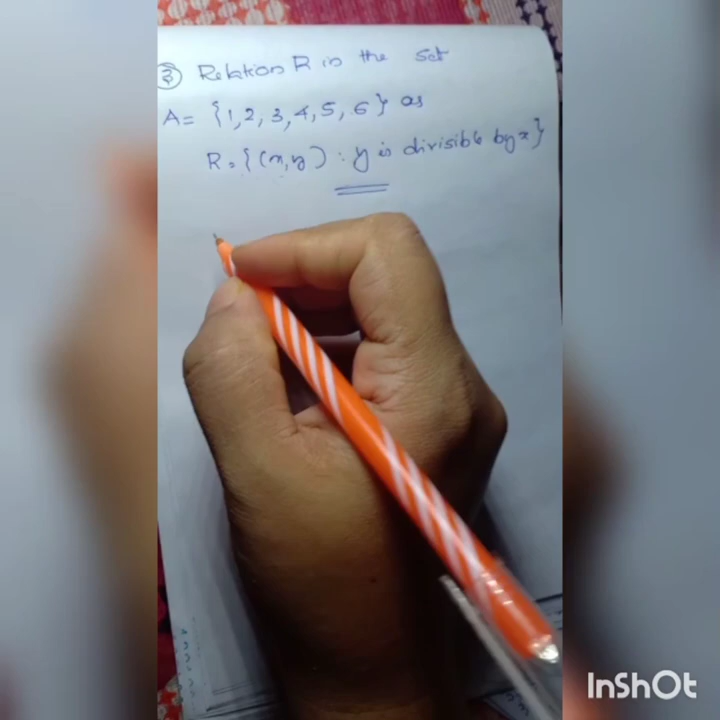 ③ Relation R in the set
A = {1, 2, 3, 4, 5, 6} as
R = {(x, y) : y is divisible by x}
InShOt